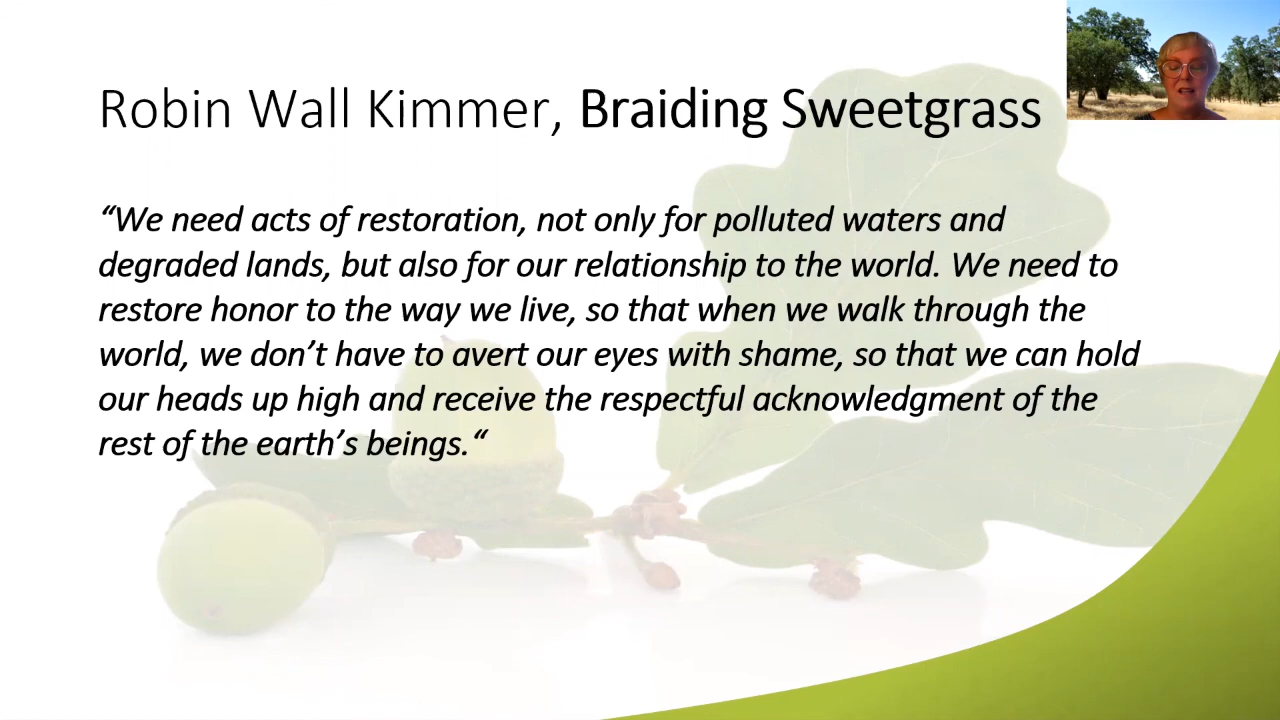 Robin Wall Kimmer, Braiding Sweetgrass
“We need acts of restoration, not only for polluted waters and
degraded lands, but also for our relationship to the world. We need to
restore honor to the way we live, so that when we walk through the
world, we don’t have to avert our eyes with shame, so that we can hold
our heads up high and receive the respectful acknowledgment of the
rest of the earth’s beings.“